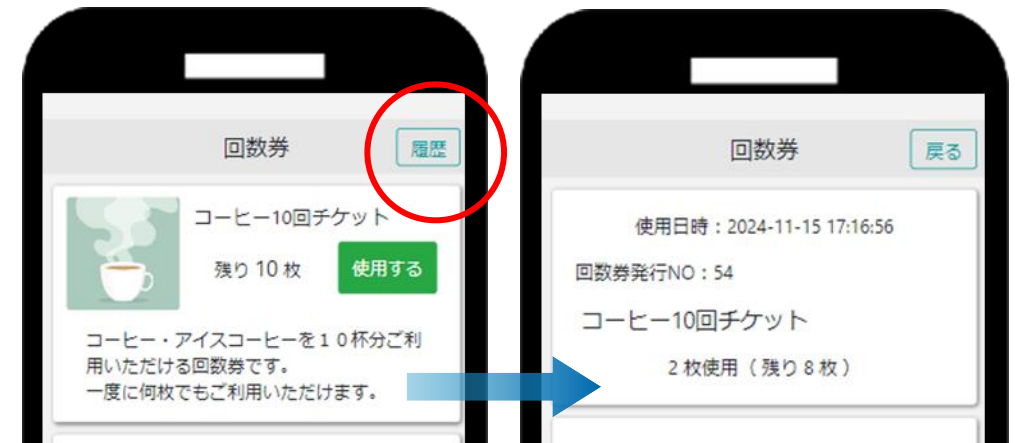 回数券
履歴
コーヒー10回チケット
残り 10 枚
使用する
コーヒー・アイスコーヒーを１０杯分ご利
用いただける回数券です。
一度に何枚でもご利用いただけます。
回数券
戻る
使用日時：2024-11-15 17:16:56
回数券発行NO：54
コーヒー10回チケット
2 枚使用（ 残り 8 枚 ）